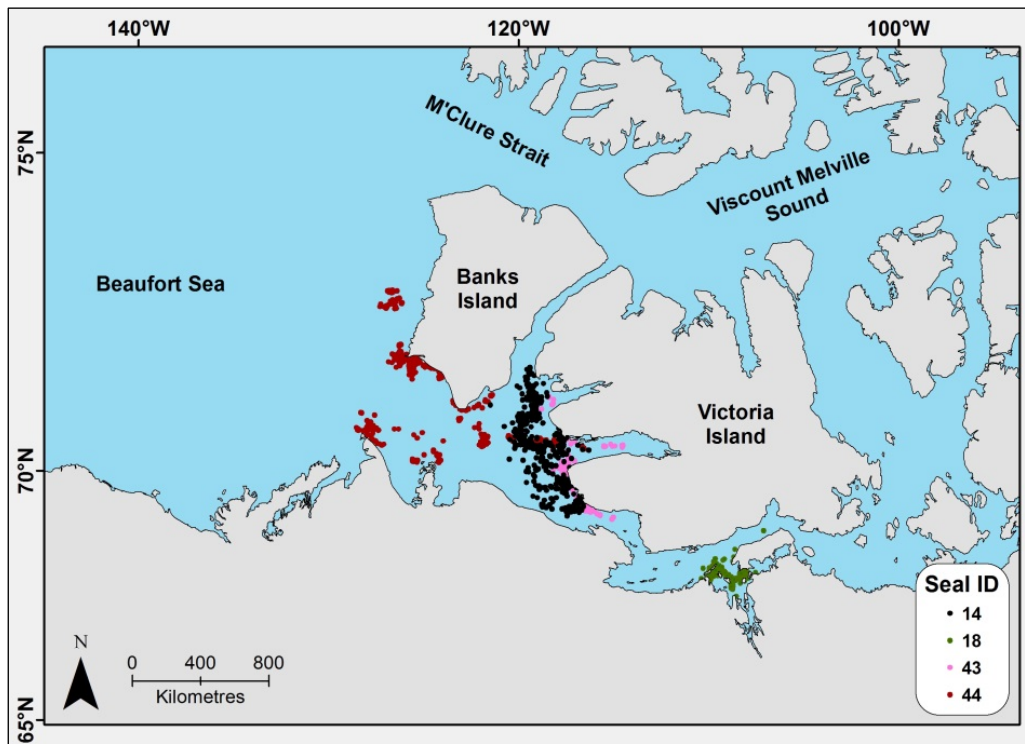 140°W 120°W 100°W
75°N
70°N
65°N
M'Clure Strait
Viscount Melville
Sound
Beaufort Sea
Banks
Island
Victoria
Island
Seal ID
14
18
43
44
N
0 400 800
Kilometres